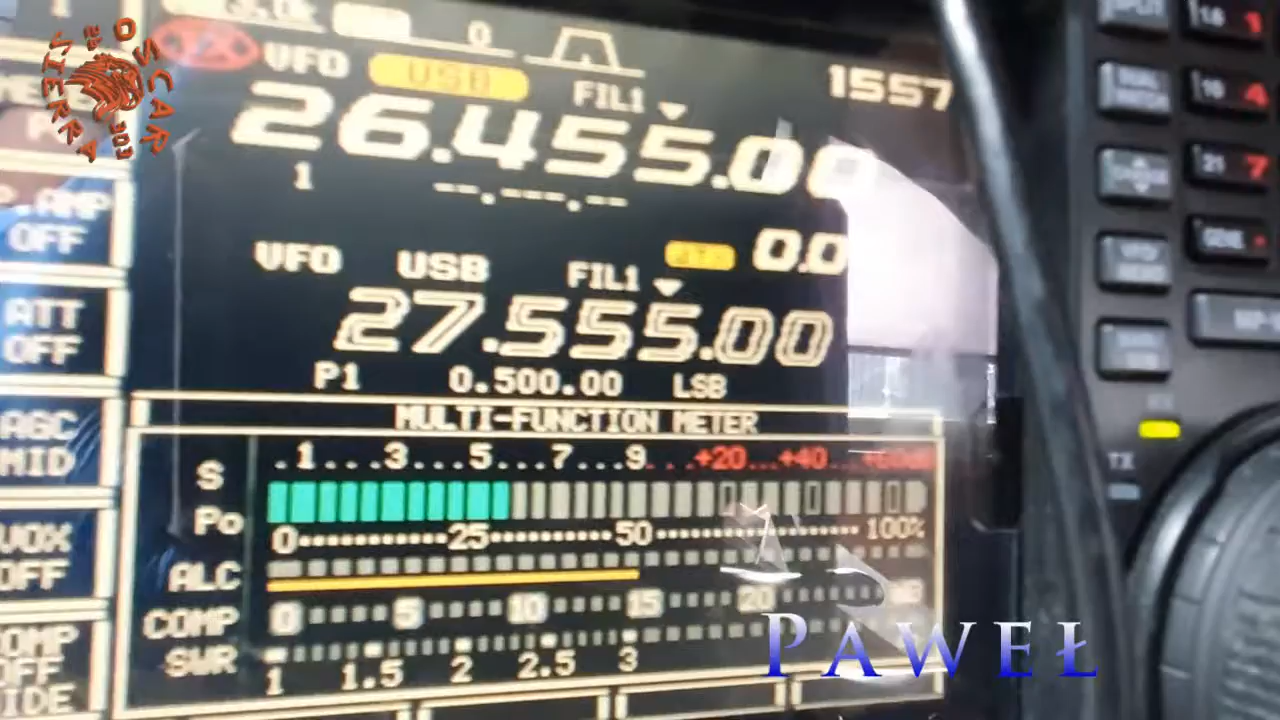 OSCAR
SIERRA
VFO USB FIL1 1557
26.455.00
1 --.---.--
P.AMP
OFF
0.0
VFO USB FIL1
27.555.00
ATT
OFF
P1 0.500.00 LSB
MULTI-FUNCTION METER
AGC
MID
S .1...3...5...7...9...+20...+40...+60dB
Po 0 25 50 100%
VOX
OFF
ALC
COMP 0 5 10 15 20
SWR 1 1.5 2 2.5 3
COMP
OFF
TX
PAWEŁ